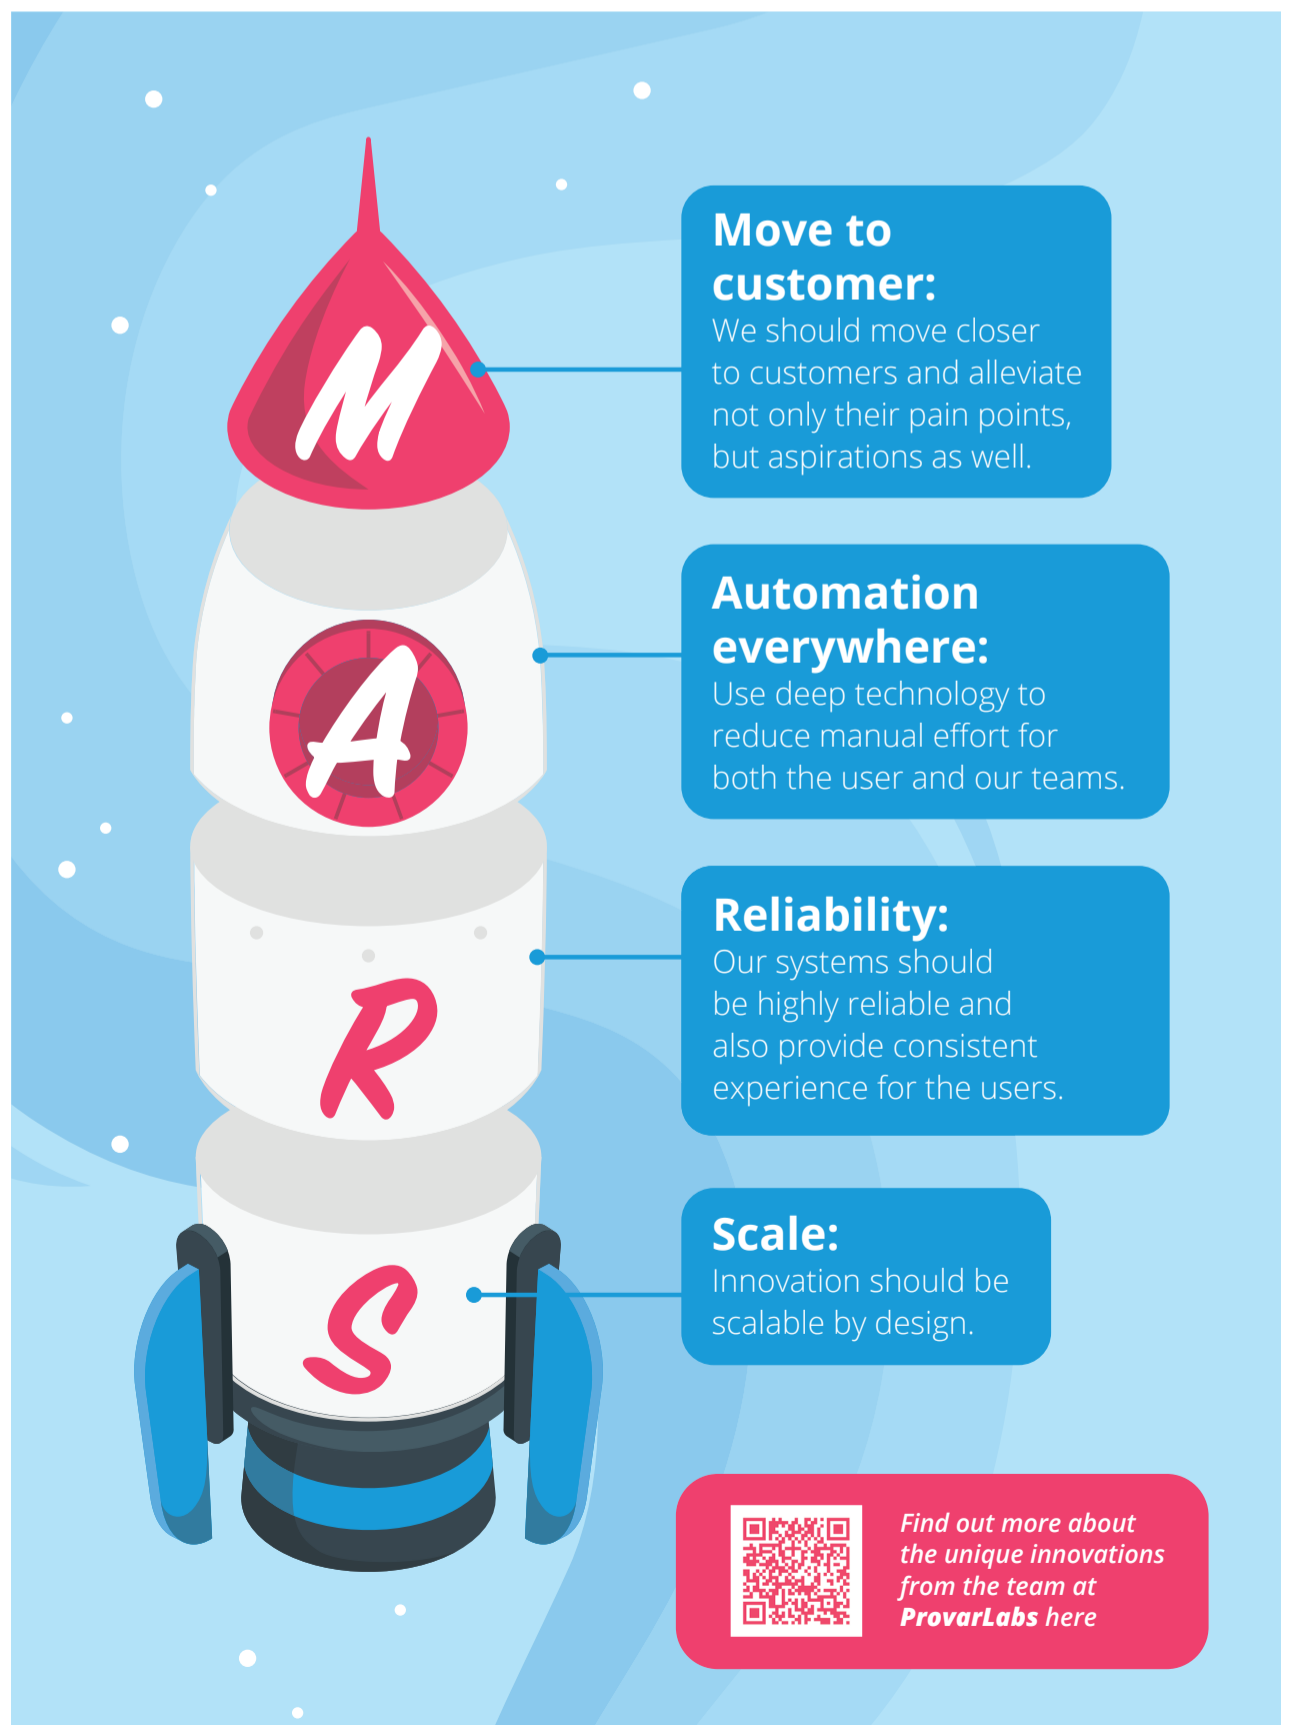 M
Move to
customer:
We should move closer
to customers and alleviate
not only their pain points,
but aspirations as well.
A
Automation
everywhere:
Use deep technology to
reduce manual effort for
both the user and our teams.
R
Reliability:
Our systems should
be highly reliable and
also provide consistent
experience for the users.
S
Scale:
Innovation should be
scalable by design.
Find out more about
the unique innovations
from the team at
ProvarLabs here